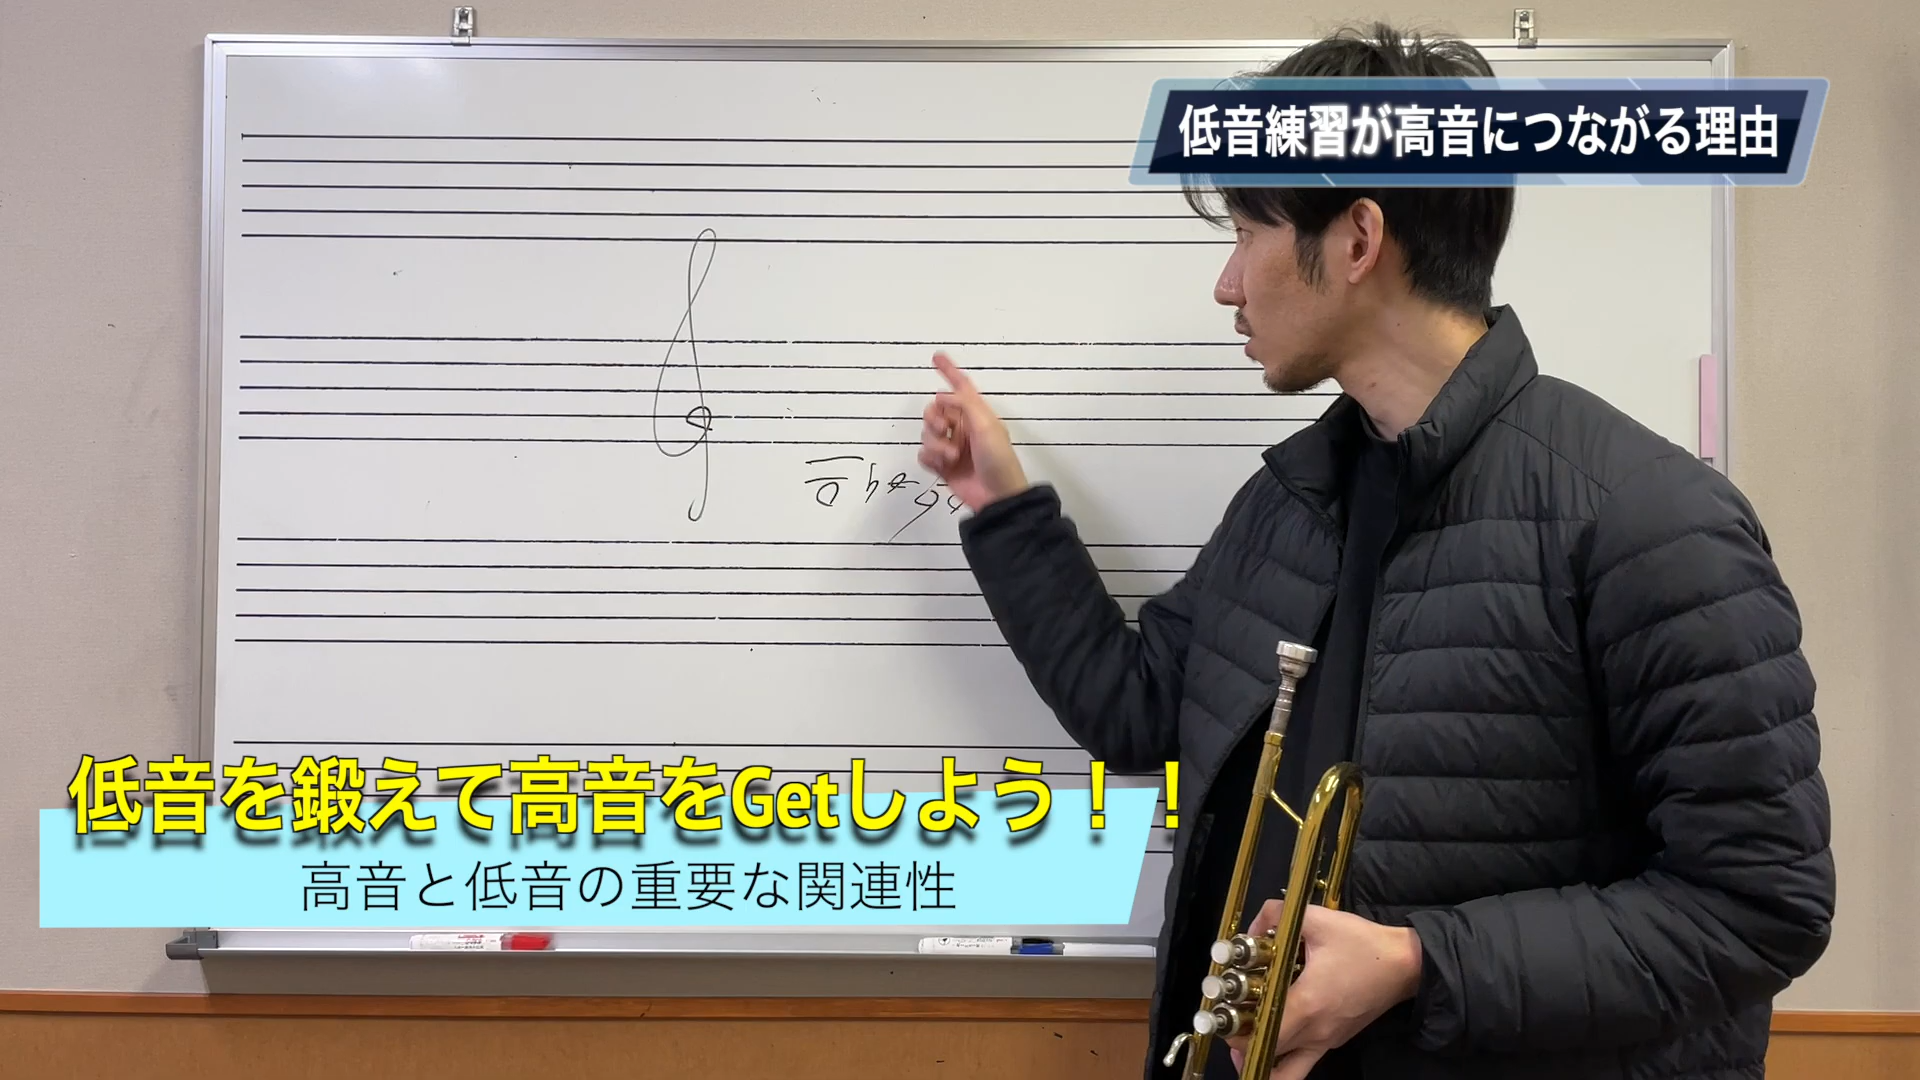 低音練習が高音につながる理由
低音を鍛えて高音をGetしよう！！
高音と低音の重要な関連性